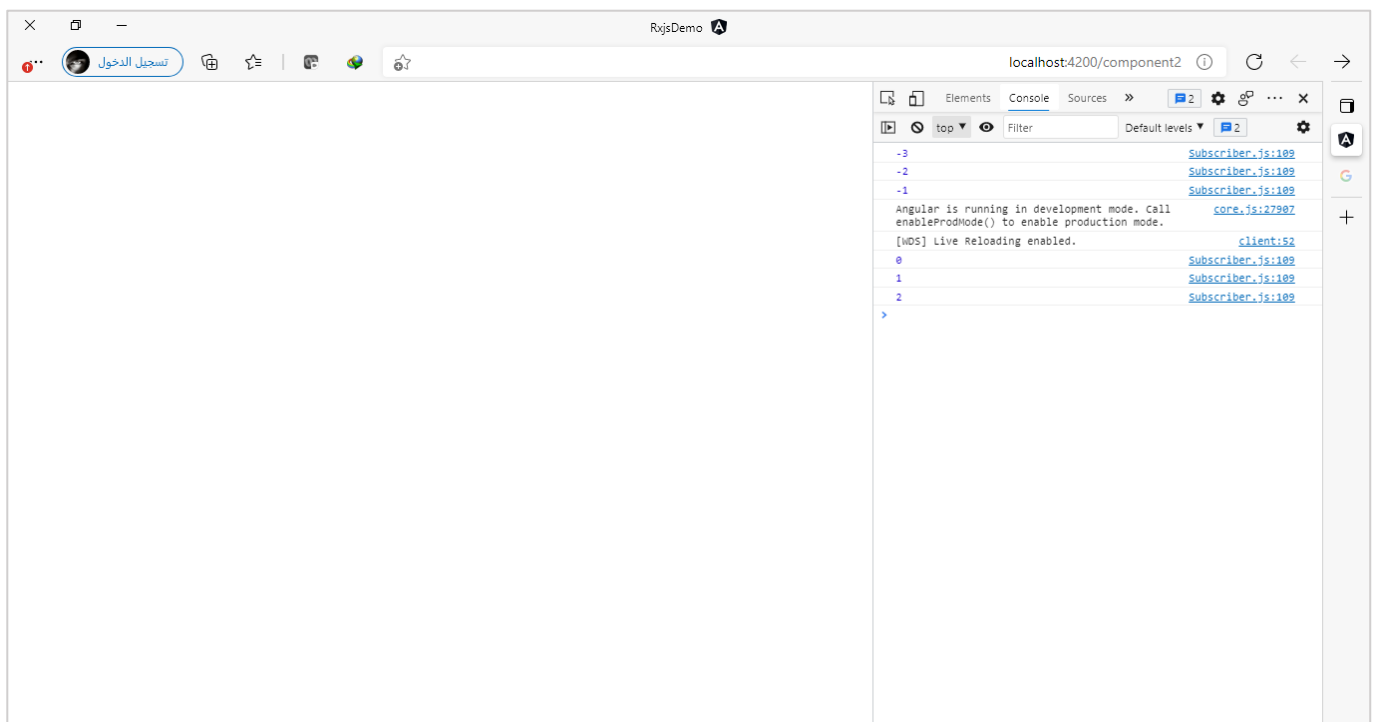 RxjsDemo
تسجيل الدخول
localhost:4200/component2
Elements Console Sources 2
top Filter Default levels 2
-3 Subscriber.js:109
-2 Subscriber.js:109
-1 Subscriber.js:109
Angular is running in development mode. Call core.js:27907
enableProdMode() to enable production mode.
[WDS] Live Reloading enabled. client:52
0 Subscriber.js:109
1 Subscriber.js:109
2 Subscriber.js:109